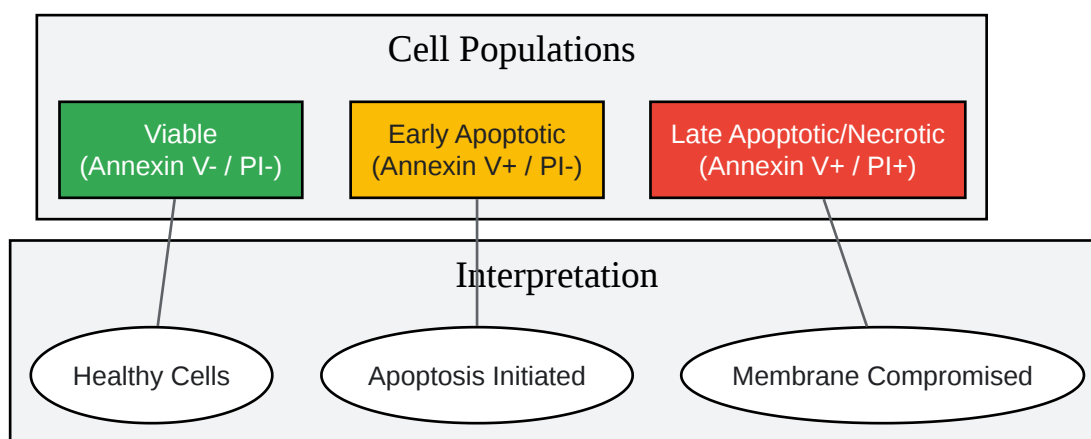 Cell Populations
Viable
(Annexin V- / PI-)
Early Apoptotic
(Annexin V+ / PI-)
Late Apoptotic/Necrotic
(Annexin V+ / PI+)
Interpretation
Healthy Cells
Apoptosis Initiated
Membrane Compromised